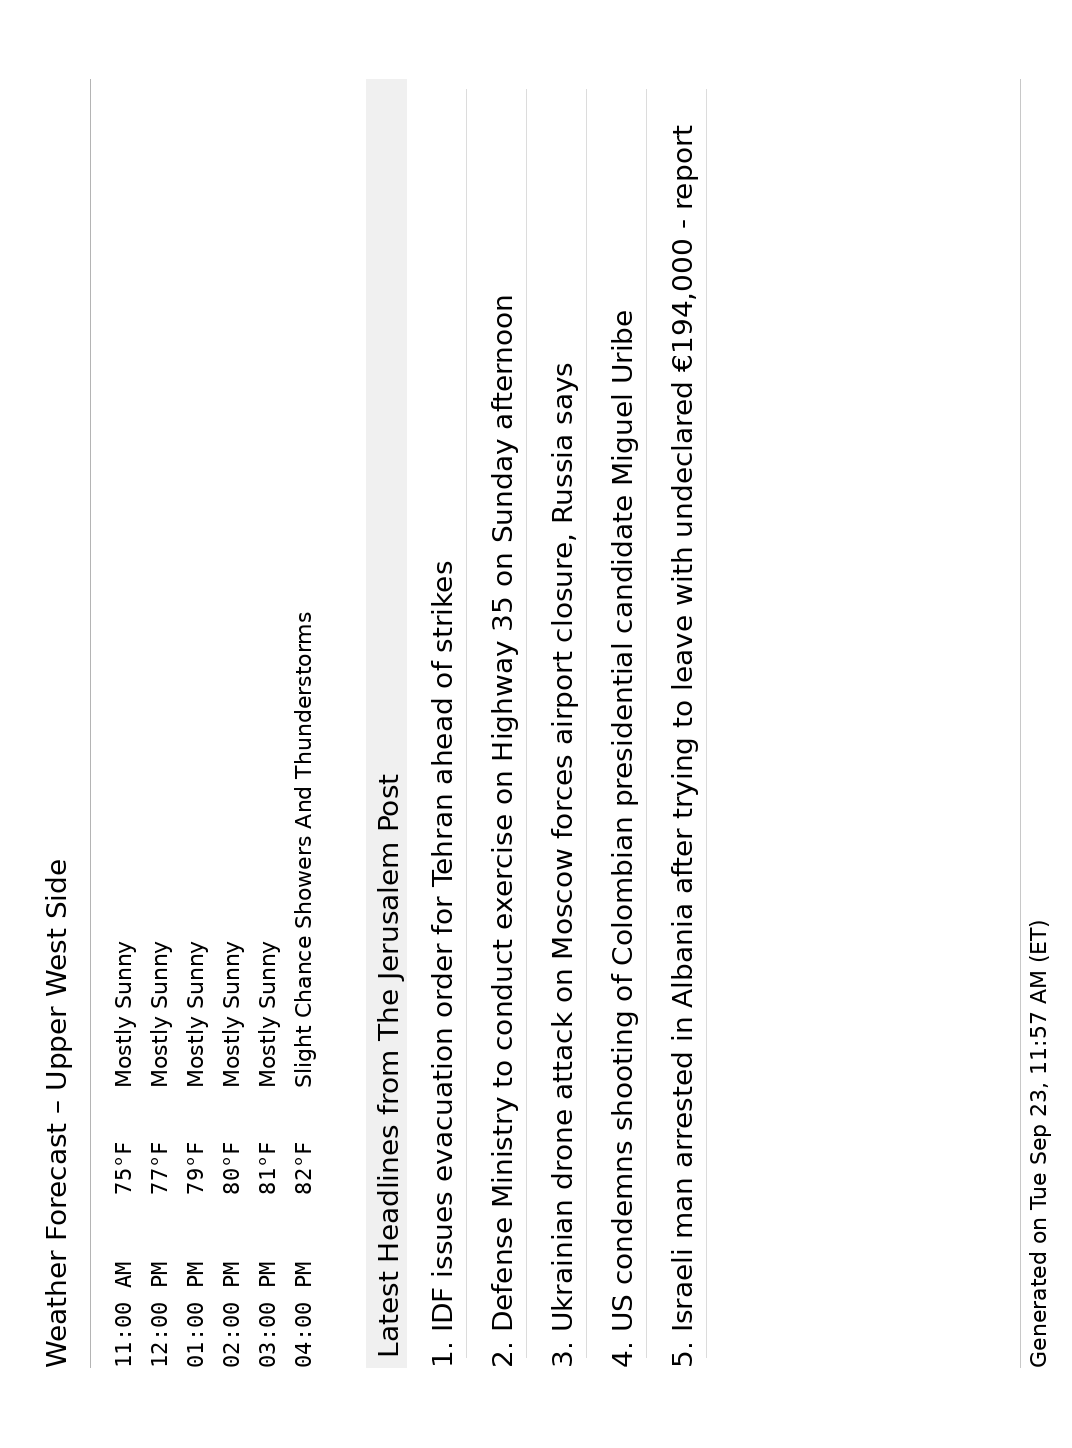 Weather Forecast – Upper West Side
11:00 AM 75°F Mostly Sunny
12:00 PM 77°F Mostly Sunny
01:00 PM 79°F Mostly Sunny
02:00 PM 80°F Mostly Sunny
03:00 PM 81°F Mostly Sunny
04:00 PM 82°F Slight Chance Showers And Thunderstorms
Latest Headlines from The Jerusalem Post
1. IDF issues evacuation order for Tehran ahead of strikes
2. Defense Ministry to conduct exercise on Highway 35 on Sunday afternoon
3. Ukrainian drone attack on Moscow forces airport closure, Russia says
4. US condemns shooting of Colombian presidential candidate Miguel Uribe
5. Israeli man arrested in Albania after trying to leave with undeclared €194,000 - report
Generated on Tue Sep 23, 11:57 AM (ET)